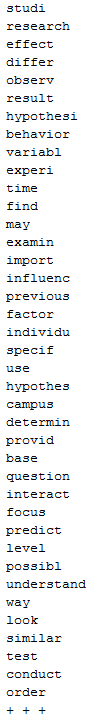 studi
research
effect
differ
observ
result
hypothesi
behavior
variabl
experi
time
find
may
examin
import
influenc
previous
factor
individu
specif
use
hypothes
campus
determin
provid
base
question
interact
focus
predict
level
possibl
understand
way
look
similar
test
conduct
order
+ + +